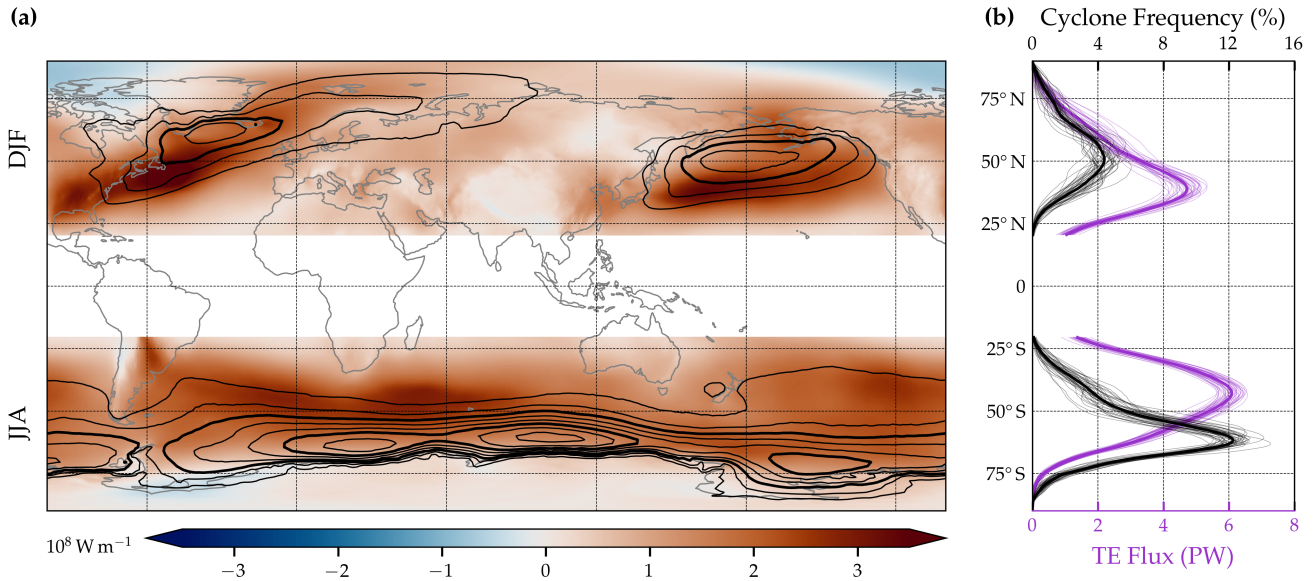 (a)
(b)
Cyclone Frequency (%)
0 4 8 12 16
DJF
JJA
75° N
50° N
25° N
0
25° S
50° S
75° S
10⁸ W m⁻¹
−3 −2 −1 0 1 2 3
0 2 4 6 8
TE Flux (PW)